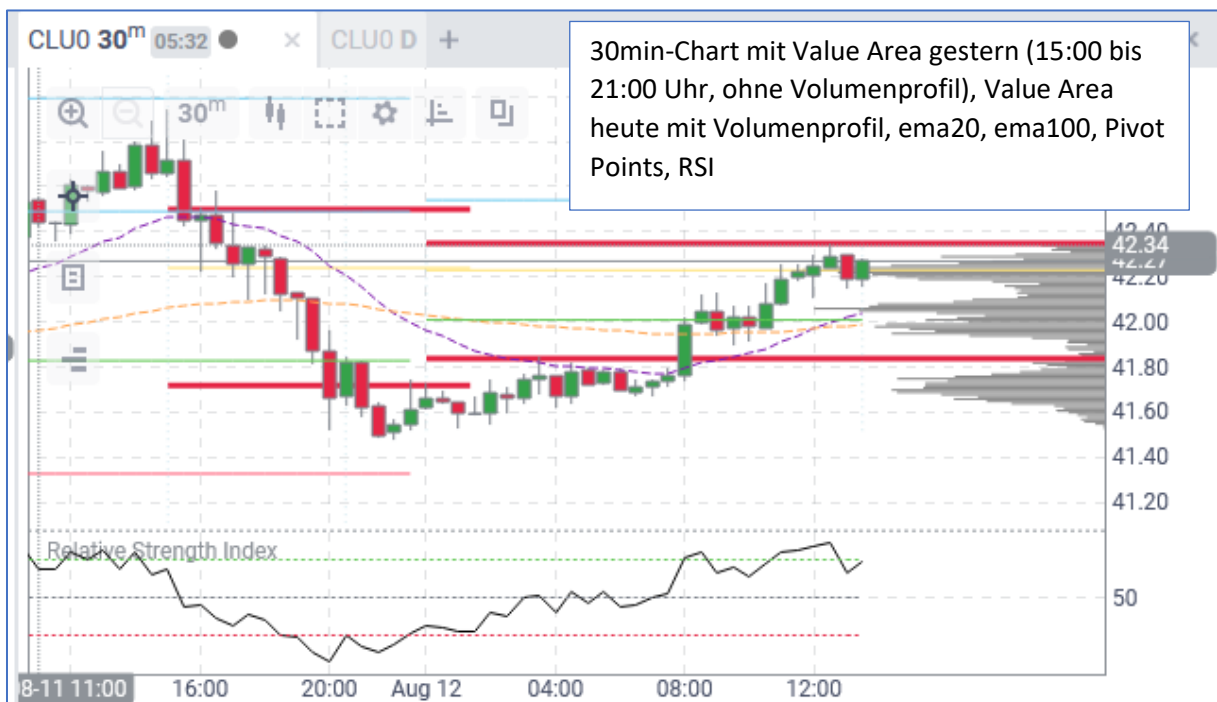 CLU0 30m 05:32
CLU0 D
30min-Chart mit Value Area gestern (15:00 bis
21:00 Uhr, ohne Volumenprofil), Value Area
heute mit Volumenprofil, ema20, ema100, Pivot
Points, RSI
30m
42.40
42.34
42.27
42.20
42.00
41.80
41.60
41.40
41.20
Relative Strength Index
50
08-11 11:00 16:00 20:00 Aug 12 04:00 08:00 12:00